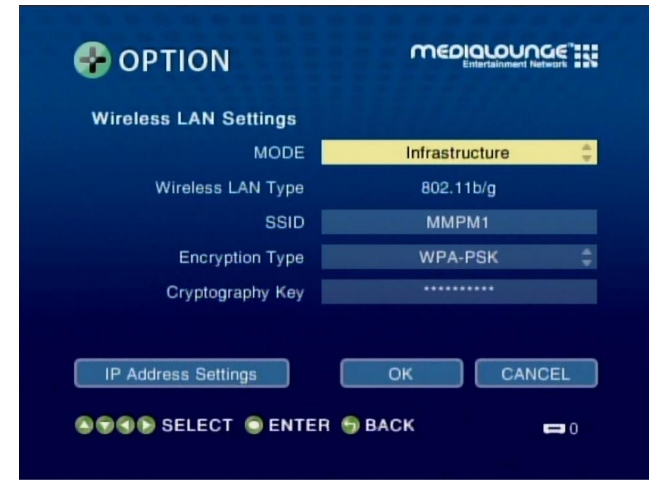 OPTION
MEDIALOUNGE™
Entertainment Network
Wireless LAN Settings
MODE Infrastructure
Wireless LAN Type 802.11b/g
SSID MMPM1
Encryption Type WPA-PSK
Cryptography Key **********
IP Address Settings OK CANCEL
SELECT ENTER BACK 0